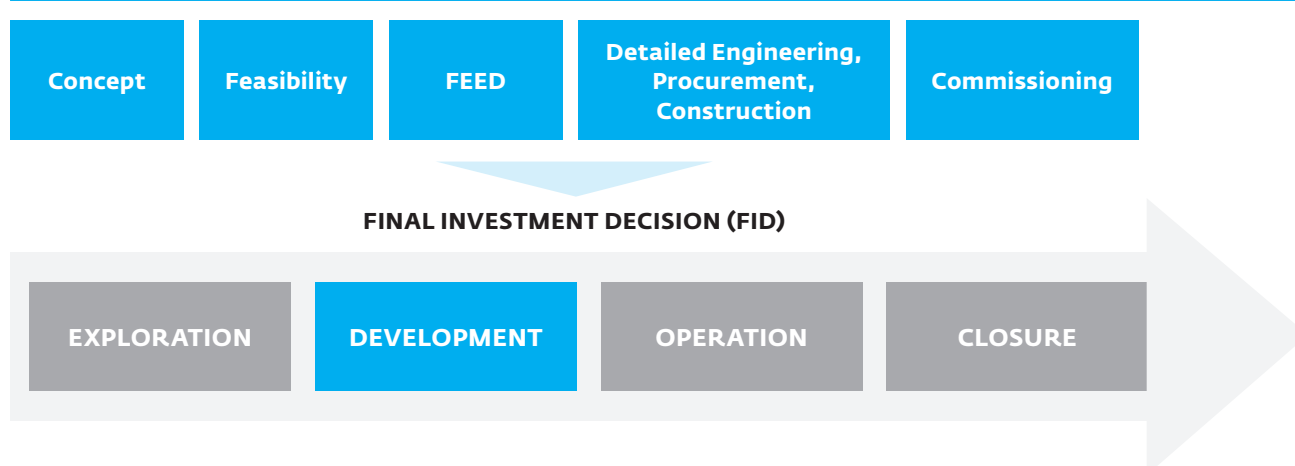 Concept
Feasibility
FEED
Detailed Engineering,
Procurement,
Construction
Commissioning
FINAL INVESTMENT DECISION (FID)
EXPLORATION
DEVELOPMENT
OPERATION
CLOSURE